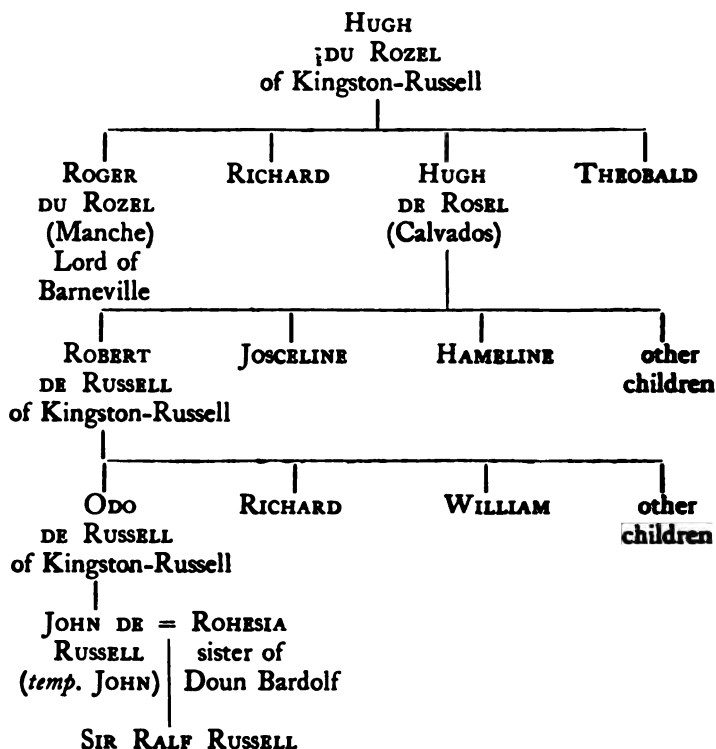 HUGH
DU ROZEL
of Kingston-Russell
ROGER
DU ROZEL
(Manche)
Lord of
Barneville
RICHARD
HUGH
DE ROSEL
(Calvados)
THEOBALD
ROBERT
DE RUSSELL
of Kingston-Russell
JOSCELINE
HAMELINE
other
children
ODO
DE RUSSELL
of Kingston-Russell
RICHARD
WILLIAM
other
children
JOHN DE = ROHESIA
RUSSELL sister of
(temp. JOHN) Doun Bardolf
SIR RALF RUSSELL